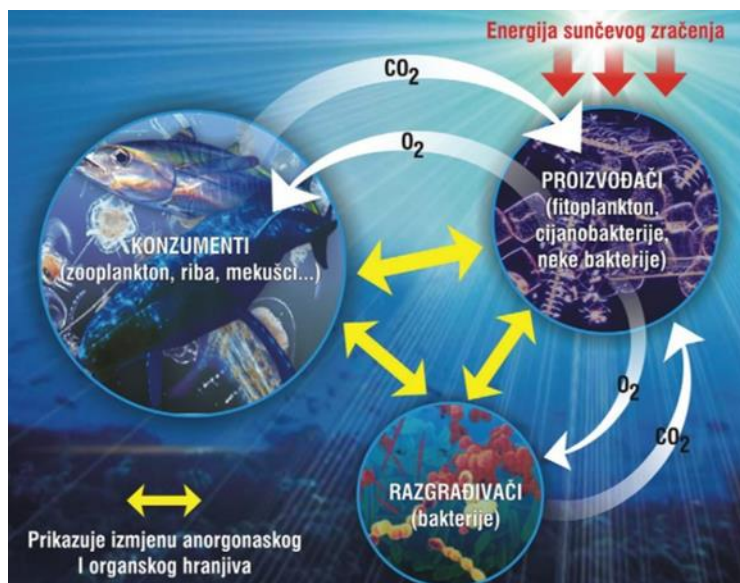 Energija sunčevog zračenja
CO2
O2
PROIZVOĐAČI
(fitoplankton,
cijanobakterije,
neke bakterije)
KONZUMENTI
(zooplankton, riba, mekušci...)
O2
CO2
RAZGRAĐIVAČI
(bakterije)
Prikazuje izmjenu anorgonaskog
I organskog hranjiva